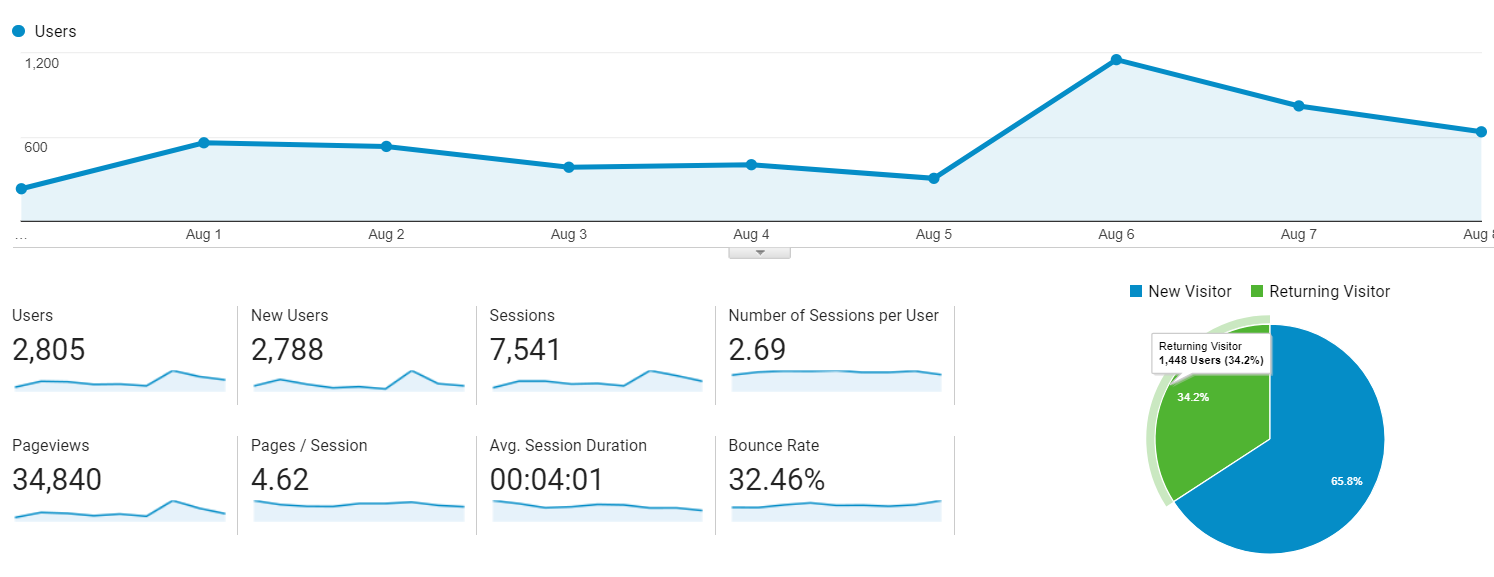 Users
1,200
600
...
Aug 1
Aug 2
Aug 3
Aug 4
Aug 5
Aug 6
Aug 7
Aug 8
Users
2,805
New Users
2,788
Sessions
7,541
Number of Sessions per User
2.69
Pageviews
34,840
Pages / Session
4.62
Avg. Session Duration
00:04:01
Bounce Rate
32.46%
New Visitor
Returning Visitor
Returning Visitor
1,448 Users (34.2%)
34.2%
65.8%